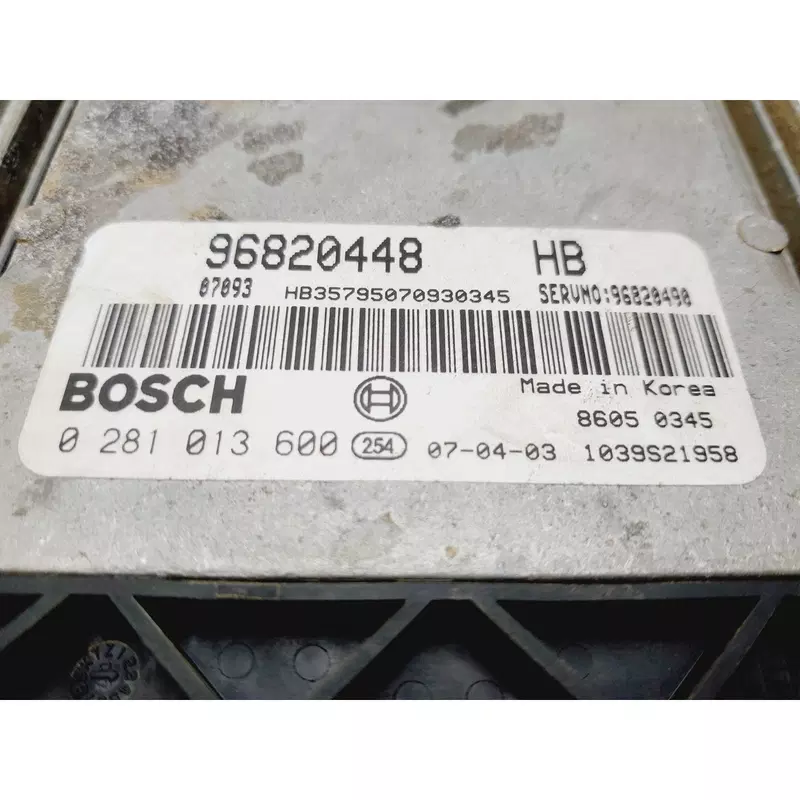 96820448 HB
07093 HB35795070930345 SERVMO:96820490
BOSCH Made in Korea
8605 0345
0 281 013 600 254 07-04-03 1039S21958